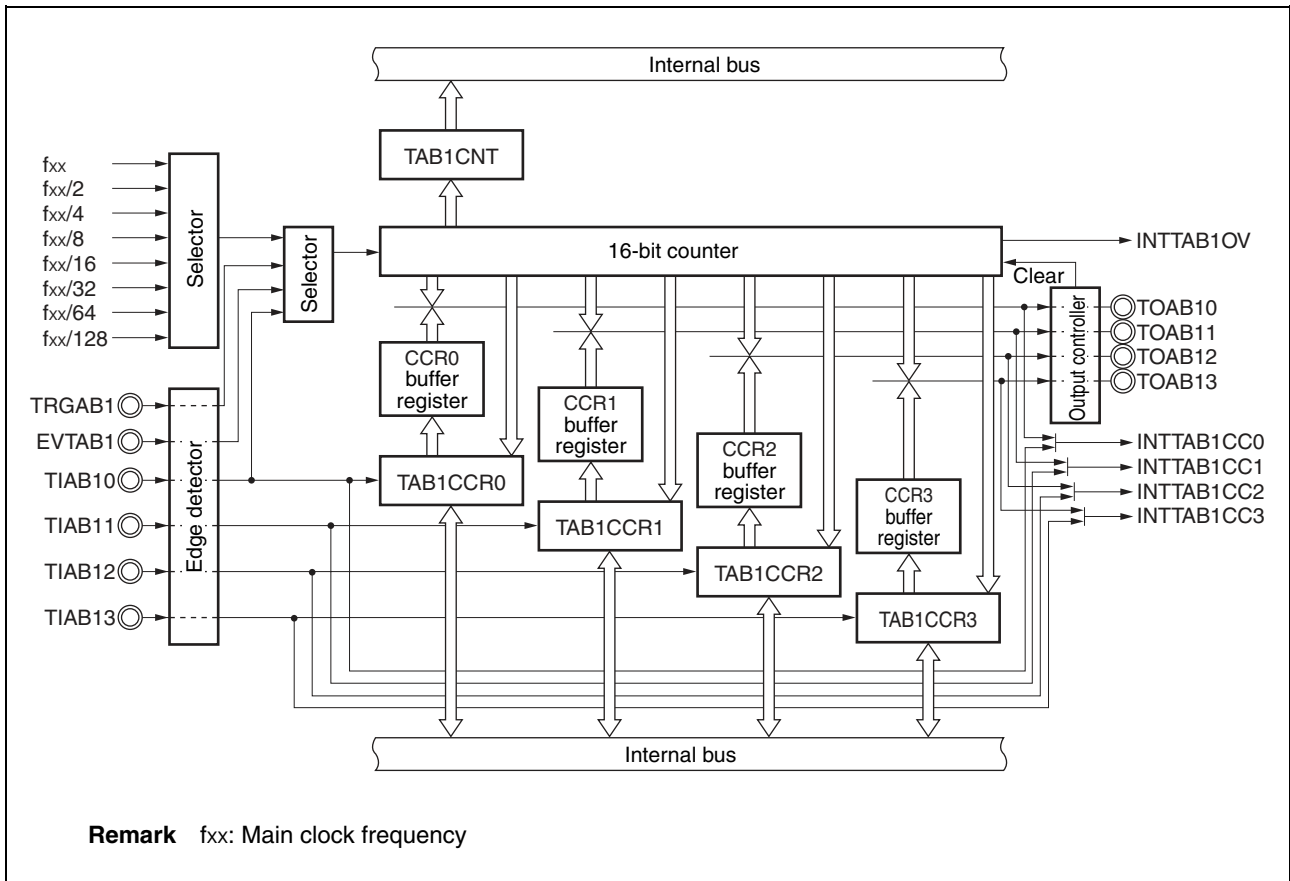 Internal bus
TAB1CNT
fxx
fxx/2
fxx/4
fxx/8
fxx/16
fxx/32
fxx/64
fxx/128
Selector
Selector
16-bit counter
INTTAB1OV
Clear
Output controller
TOAB10
TOAB11
TOAB12
TOAB13
CCR0
buffer
register
CCR1
buffer
register
CCR2
buffer
register
CCR3
buffer
register
TRGAB1
EVTAB1
TIAB10
TIAB11
TIAB12
TIAB13
Edge detector
TAB1CCR0
TAB1CCR1
TAB1CCR2
TAB1CCR3
INTTAB1CC0
INTTAB1CC1
INTTAB1CC2
INTTAB1CC3
Internal bus
Remark fxx: Main clock frequency